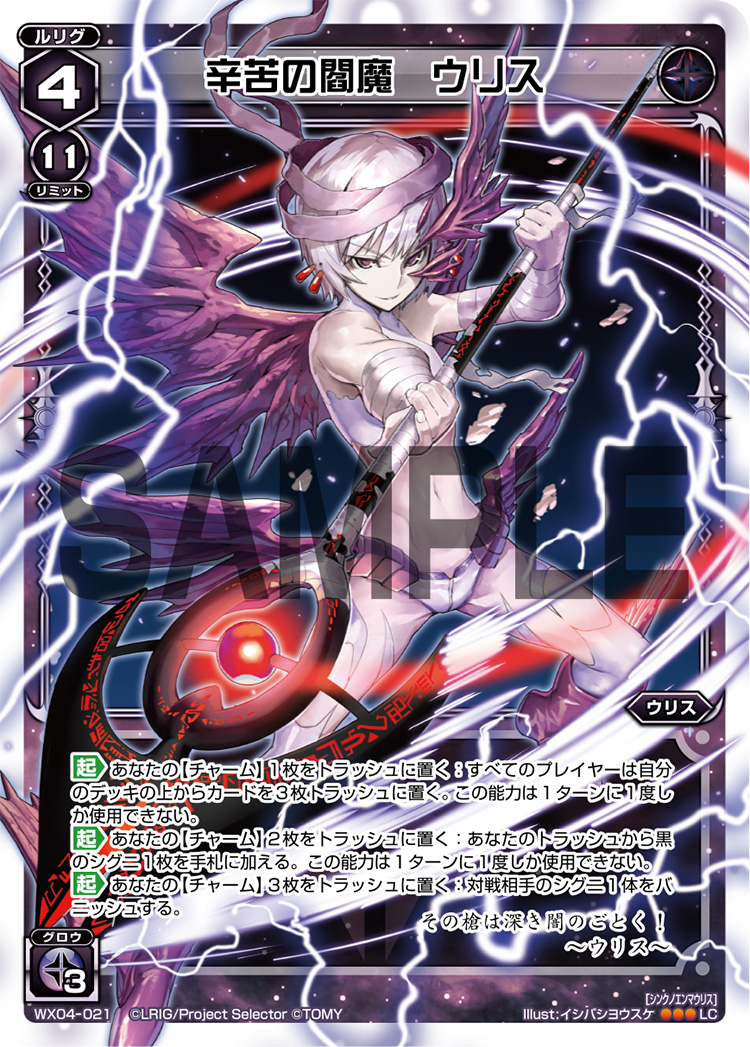 ルリグ
4
辛苦の閻魔 ウリス
11
リミット
SAMPLE
ウリス
起 あなたの【チャーム】1枚をトラッシュに置く：すべてのプレイヤーは自分
のデッキの上からカードを3枚トラッシュに置く。この能力は1ターンに1度し
か使用できない。
起 あなたの【チャーム】2枚をトラッシュに置く：あなたのトラッシュから黒
のシグニ1枚を手札に加える。この能力は1ターンに1度しか使用できない。
起 あなたの【チャーム】3枚をトラッシュに置く：対戦相手のシグニ1体をバ
ニッシュする。
その槍は深き闇のごとく！
～ウリス～
グロウ
3
[シンクノエンマウリス]
WX04-021 ©LRIG/Project Selector ©TOMY Illust:イシバシヨウスケ LC